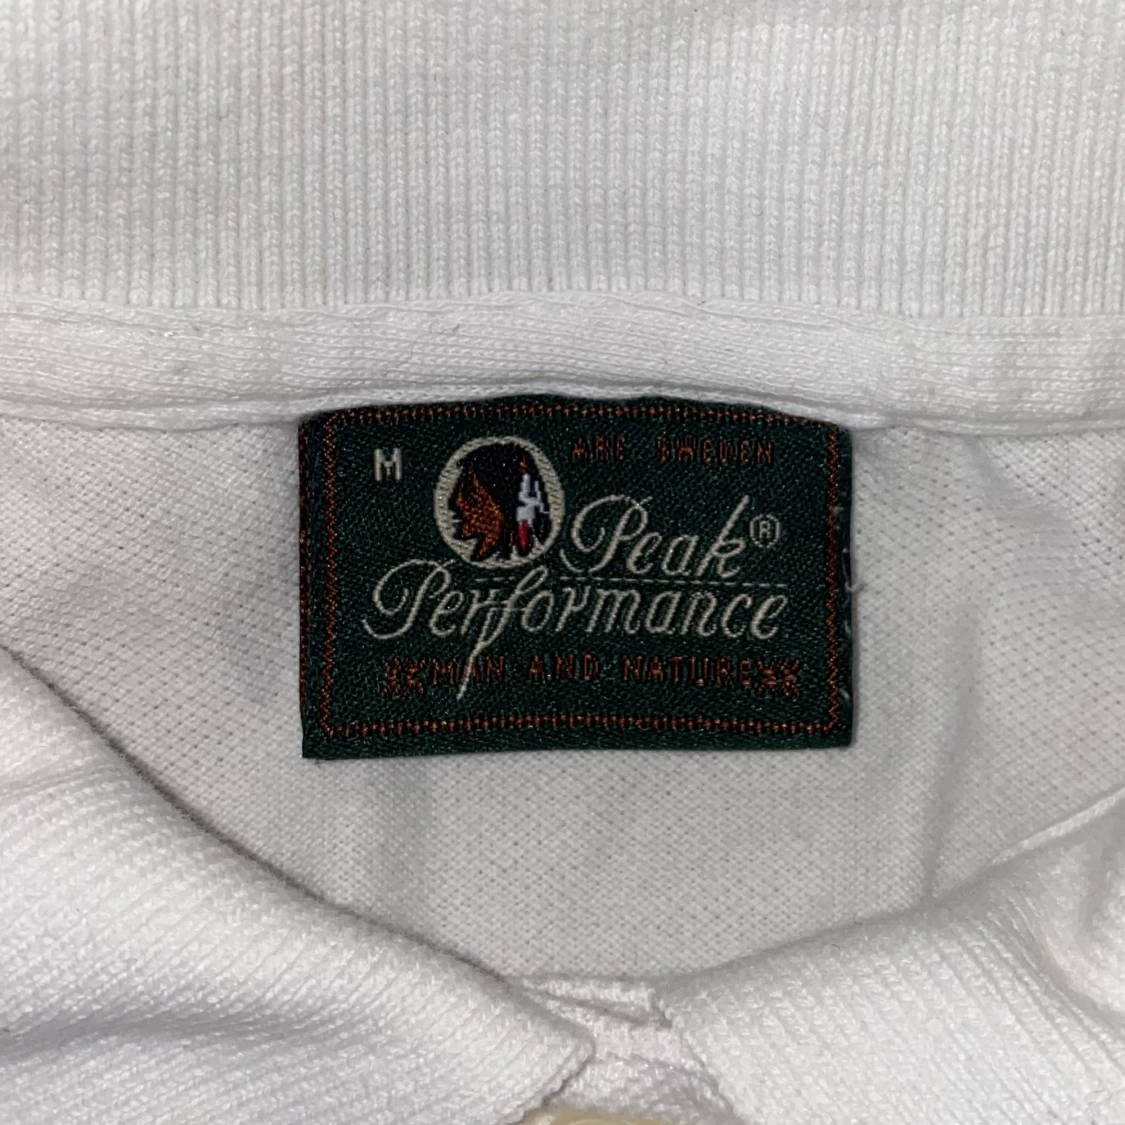 M
ÅRE SWEDEN
Peak®
Performance
MAN AND NATURE